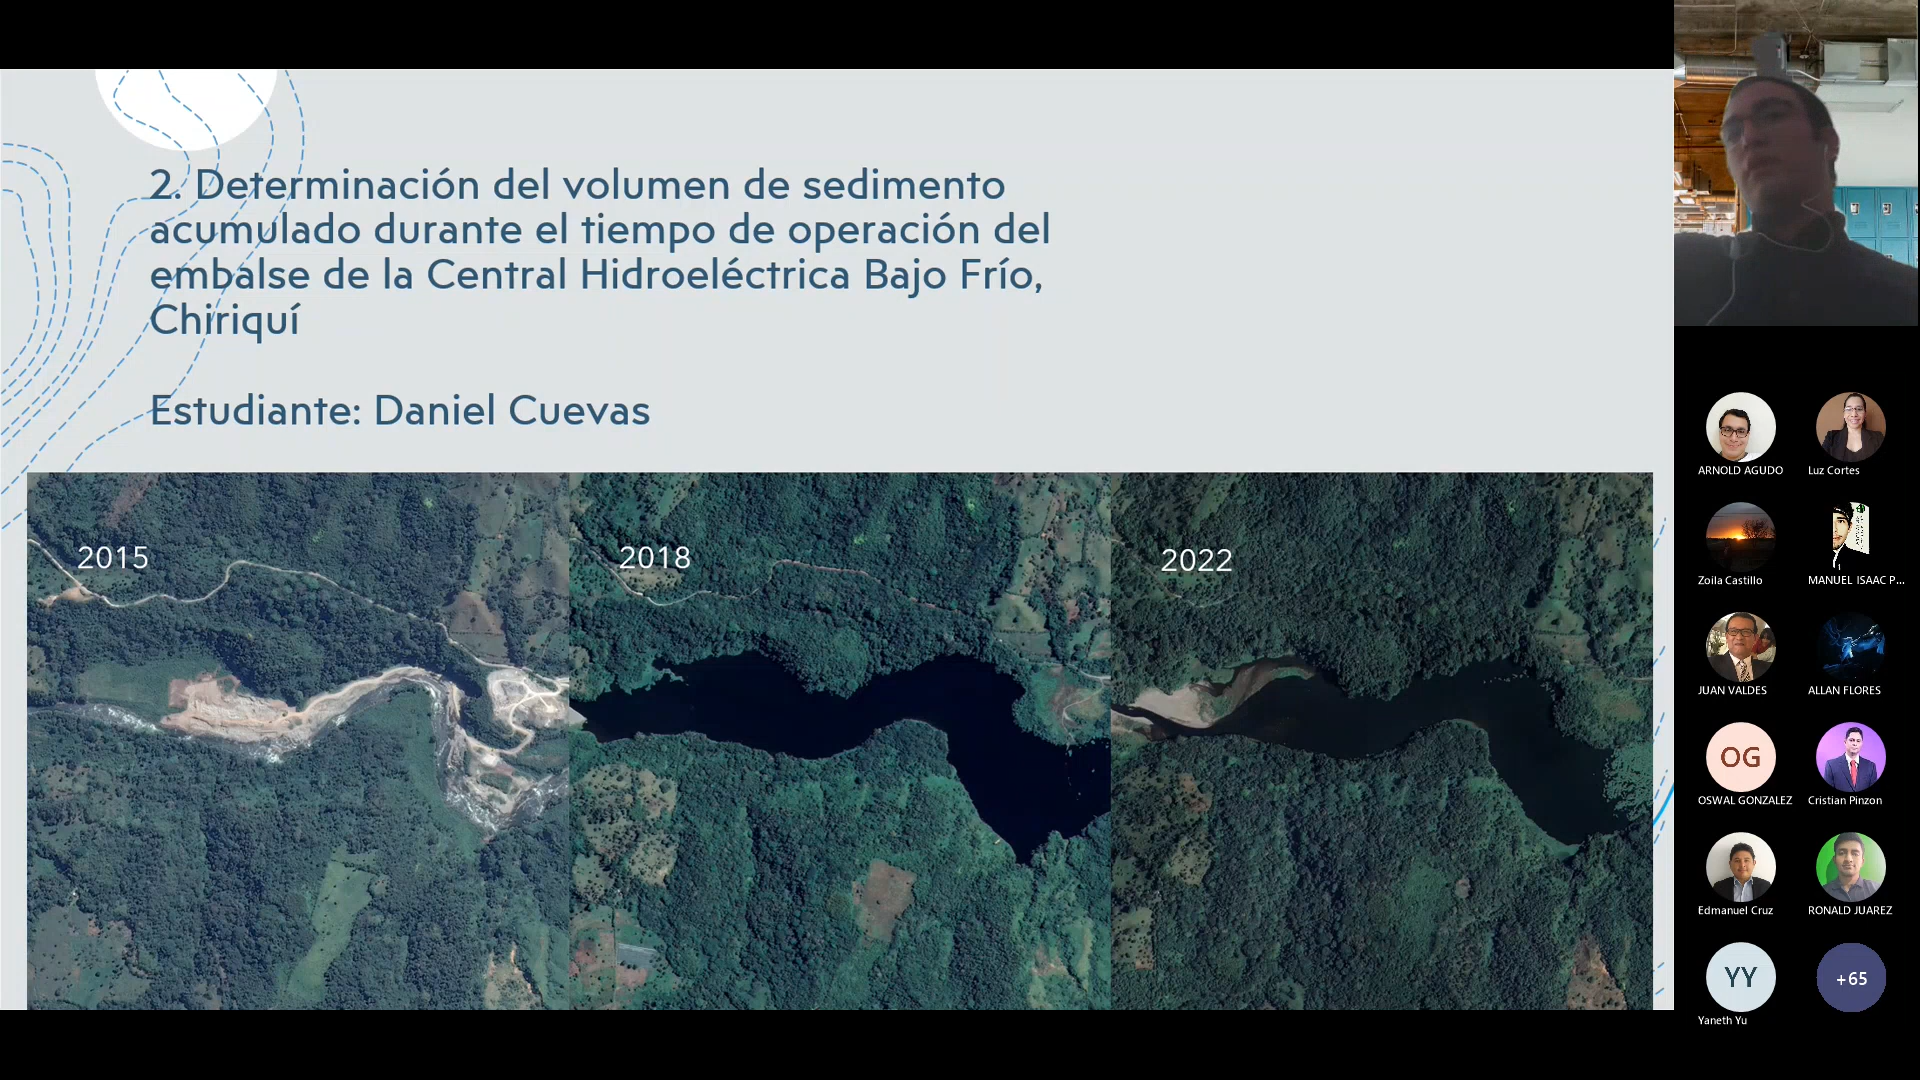 2. Determinación del volumen de sedimento
acumulado durante el tiempo de operación del
embalse de la Central Hidroeléctrica Bajo Frío,
Chiriquí
Estudiante: Daniel Cuevas
2015
2018
2022
ARNOLD AGUDO
Luz Cortes
Zoila Castillo
MANUEL ISAAC P...
JUAN VALDES
ALLAN FLORES
OG
OSWAL GONZALEZ
Cristian Pinzon
Edmanuel Cruz
RONALD JUAREZ
YY
Yaneth Yu
+65